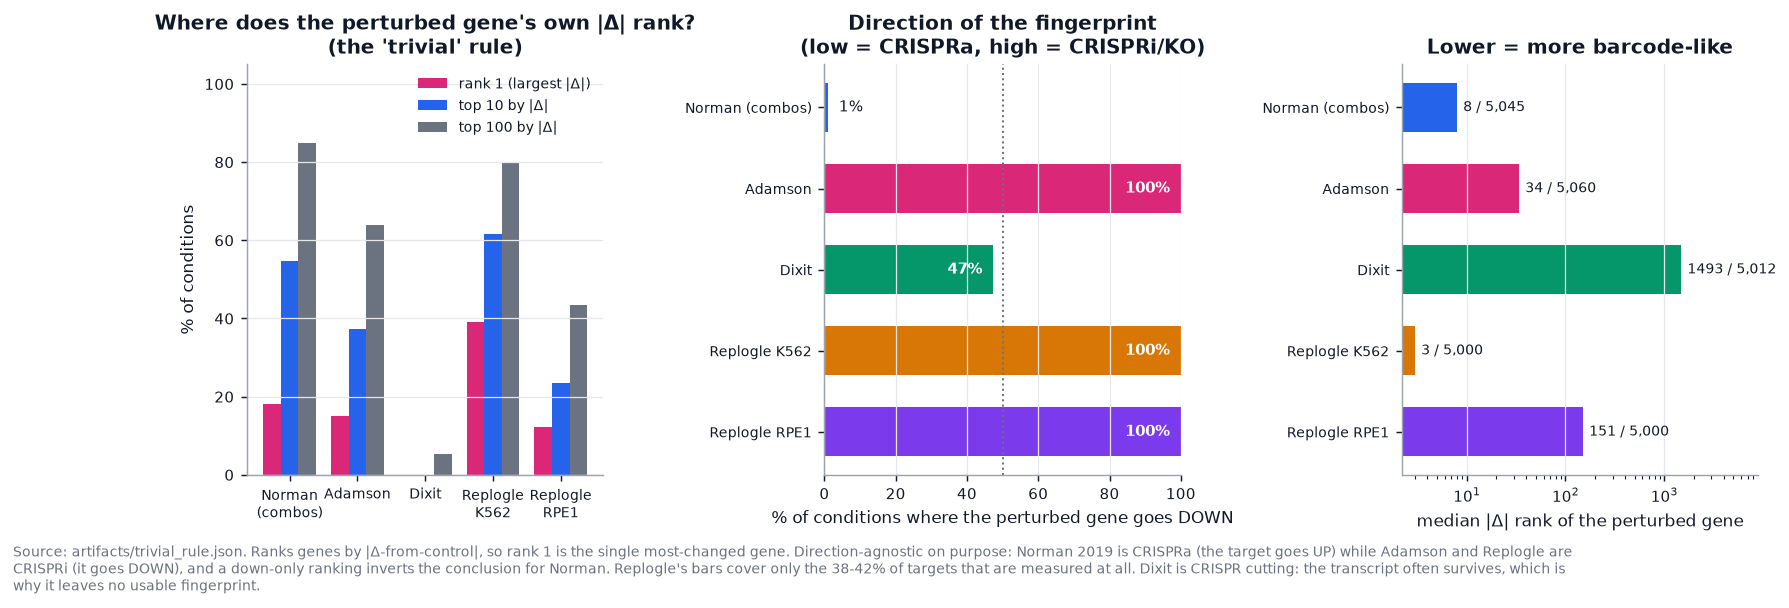 Where does the perturbed gene's own |Δ| rank?
(the 'trivial' rule)
rank 1 (largest |Δ|)
top 10 by |Δ|
top 100 by |Δ|
% of conditions
100
80
60
40
20
0
Norman
(combos)
Adamson
Dixit
Replogle
K562
Replogle
RPE1
Direction of the fingerprint
(low = CRISPRa, high = CRISPRi/KO)
Norman (combos)
1%
Adamson
100%
Dixit
47%
Replogle K562
100%
Replogle RPE1
100%
0 20 40 60 80 100
% of conditions where the perturbed gene goes DOWN
Lower = more barcode-like
Norman (combos)
8 / 5,045
Adamson
34 / 5,060
Dixit
1493 / 5,012
Replogle K562
3 / 5,000
Replogle RPE1
151 / 5,000
10¹ 10² 10³
median |Δ| rank of the perturbed gene
Source: artifacts/trivial_rule.json. Ranks genes by |Δ-from-control|, so rank 1 is the single most-changed gene. Direction-agnostic on purpose: Norman 2019 is CRISPRa (the target goes UP) while Adamson and Replogle are
CRISPRi (it goes DOWN), and a down-only ranking inverts the conclusion for Norman. Replogle's bars cover only the 38-42% of targets that are measured at all. Dixit is CRISPR cutting: the transcript often survives, which is
why it leaves no usable fingerprint.